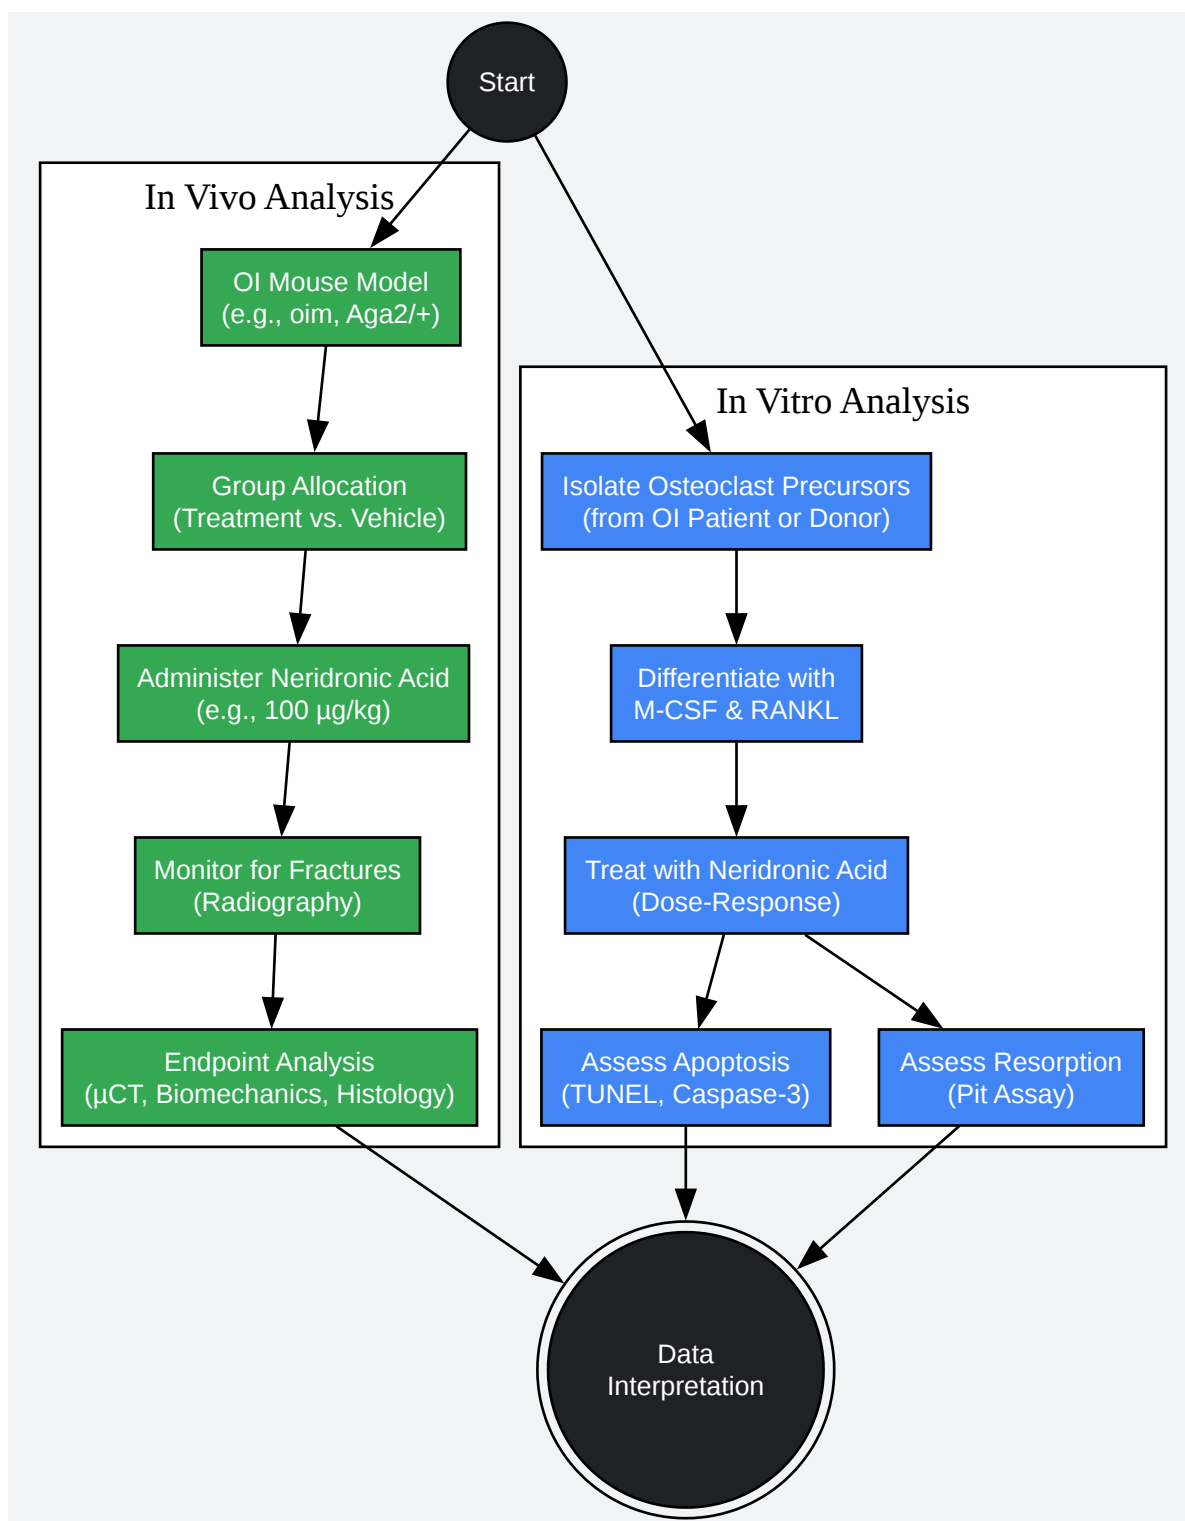 Start
In Vivo Analysis
OI Mouse Model
(e.g., oim, Aga2/+)
Group Allocation
(Treatment vs. Vehicle)
Administer Neridronic Acid
(e.g., 100 µg/kg)
Monitor for Fractures
(Radiography)
Endpoint Analysis
(µCT, Biomechanics, Histology)
In Vitro Analysis
Isolate Osteoclast Precursors
(from OI Patient or Donor)
Differentiate with
M-CSF & RANKL
Treat with Neridronic Acid
(Dose-Response)
Assess Apoptosis
(TUNEL, Caspase-3)
Assess Resorption
(Pit Assay)
Data
Interpretation